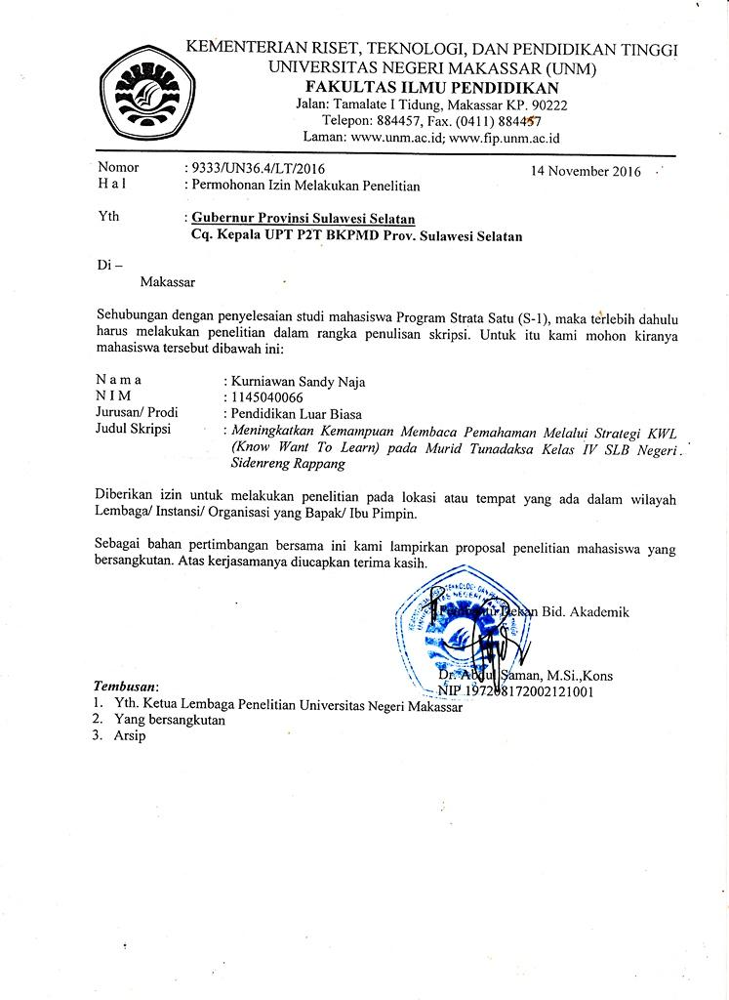 KEMENTERIAN RISET, TEKNOLOGI, DAN PENDIDIKAN TINGGI
UNIVERSITAS NEGERI MAKASSAR (UNM)
FAKULTAS ILMU PENDIDIKAN
Jalan: Tamalate I Tidung, Makassar KP. 90222
Telepon: 884457, Fax. (0411) 884457
Laman: www.unm.ac.id; www.fip.unm.ac.id
Nomor : 9333/UN36.4/LT/2016 14 November 2016
H a l : Permohonan Izin Melakukan Penelitian
Yth : Gubernur Provinsi Sulawesi Selatan
Cq. Kepala UPT P2T BKPMD Prov. Sulawesi Selatan
Di –
Makassar
Sehubungan dengan penyelesaian studi mahasiswa Program Strata Satu (S-1), maka terlebih dahulu
harus melakukan penelitian dalam rangka penulisan skripsi. Untuk itu kami mohon kiranya
mahasiswa tersebut dibawah ini:
N a m a : Kurniawan Sandy Naja
N I M : 1145040066
Jurusan/ Prodi : Pendidikan Luar Biasa
Judul Skripsi : Meningkatkan Kemampuan Membaca Pemahaman Melalui Strategi KWL
(Know Want To Learn) pada Murid Tunadaksa Kelas IV SLB Negeri
Sidenreng Rappang
Diberikan izin untuk melakukan penelitian pada lokasi atau tempat yang ada dalam wilayah
Lembaga/ Instansi/ Organisasi yang Bapak/ Ibu Pimpin.
Sebagai bahan pertimbangan bersama ini kami lampirkan proposal penelitian mahasiswa yang
bersangkutan. Atas kerjasamanya diucapkan terima kasih.
Dekan Bid. Akademik
Dr. Abdul Saman, M.Si.,Kons
NIP 197208172002121001
Tembusan:
1. Yth. Ketua Lembaga Penelitian Universitas Negeri Makassar
2. Yang bersangkutan
3. Arsip